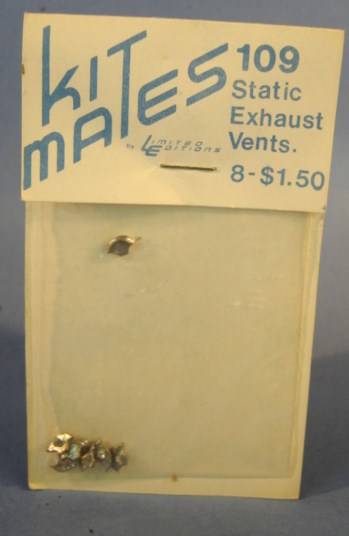 KIT MATES
by LIMITED EDITIONS
109
Static
Exhaust
Vents.
8-$1.50